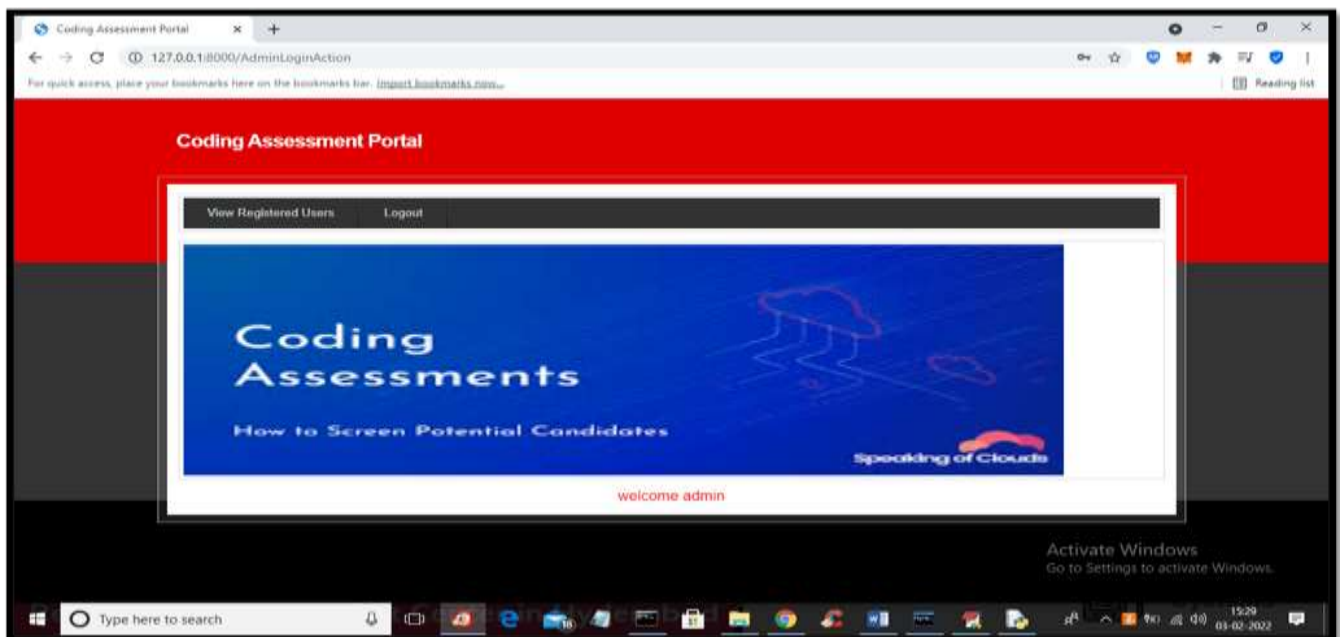 Coding Assessment Portal
127.0.0.1:8000/AdminLoginAction
For quick access, place your bookmarks here on the bookmarks bar. Import bookmarks now...
Reading list
Coding Assessment Portal
View Registered Users Logout
Coding
Assessments
How to Screen Potential Candidates
Speaking of Clouds
welcome admin
Activate Windows
Go to Settings to activate Windows.
Type here to search
15:29
03-02-2022